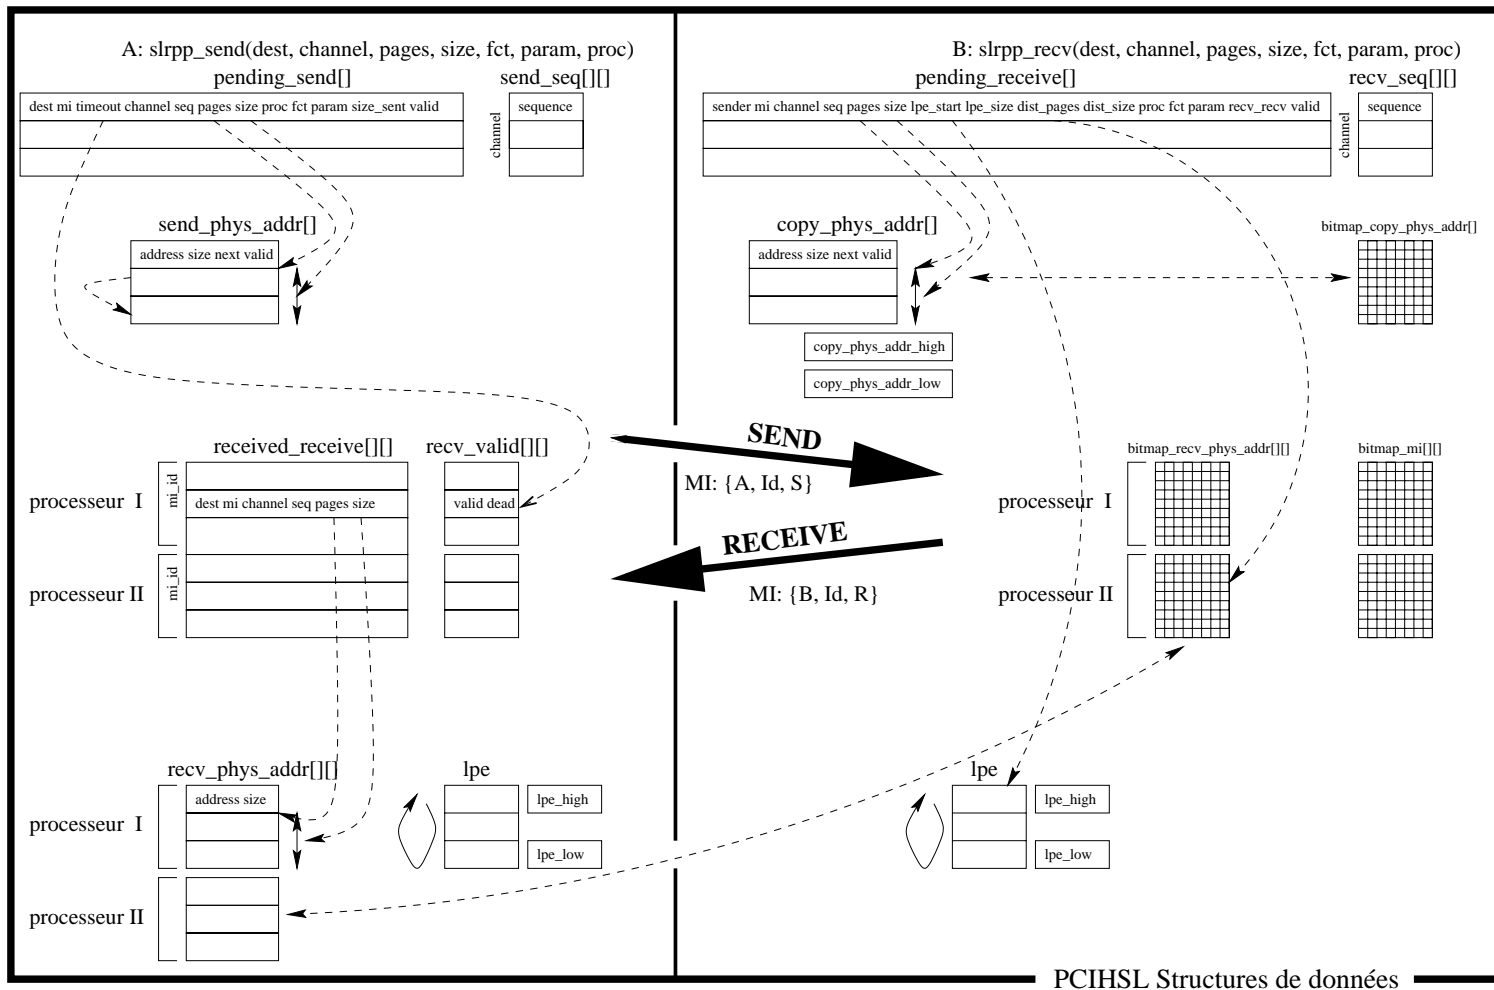 A: slrpp_send(dest, channel, pages, size, fct, param, proc)
pending_send[]
send_seq[][]
dest mi timeout channel seq pages size proc fct param size_sent valid
channel
sequence
send_phys_addr[]
address size next valid
received_receive[][]
recv_valid[][]
processeur I
mi_id
dest mi channel seq pages size
valid dead
processeur II
mi_id
recv_phys_addr[][]
lpe
address size
lpe_high
processeur I
lpe_low
processeur II
SEND
MI: {A, Id, S}
RECEIVE
MI: {B, Id, R}
B: slrpp_recv(dest, channel, pages, size, fct, param, proc)
pending_receive[]
recv_seq[][]
sender mi channel seq pages size lpe_start lpe_size dist_pages dist_size proc fct param recv_recv valid
channel
sequence
copy_phys_addr[]
bitmap_copy_phys_addr[]
address size next valid
copy_phys_addr_high
copy_phys_addr_low
bitmap_recv_phys_addr[][]
bitmap_mi[][]
processeur I
processeur II
lpe
lpe_high
lpe_low
PCIHSL Structures de données